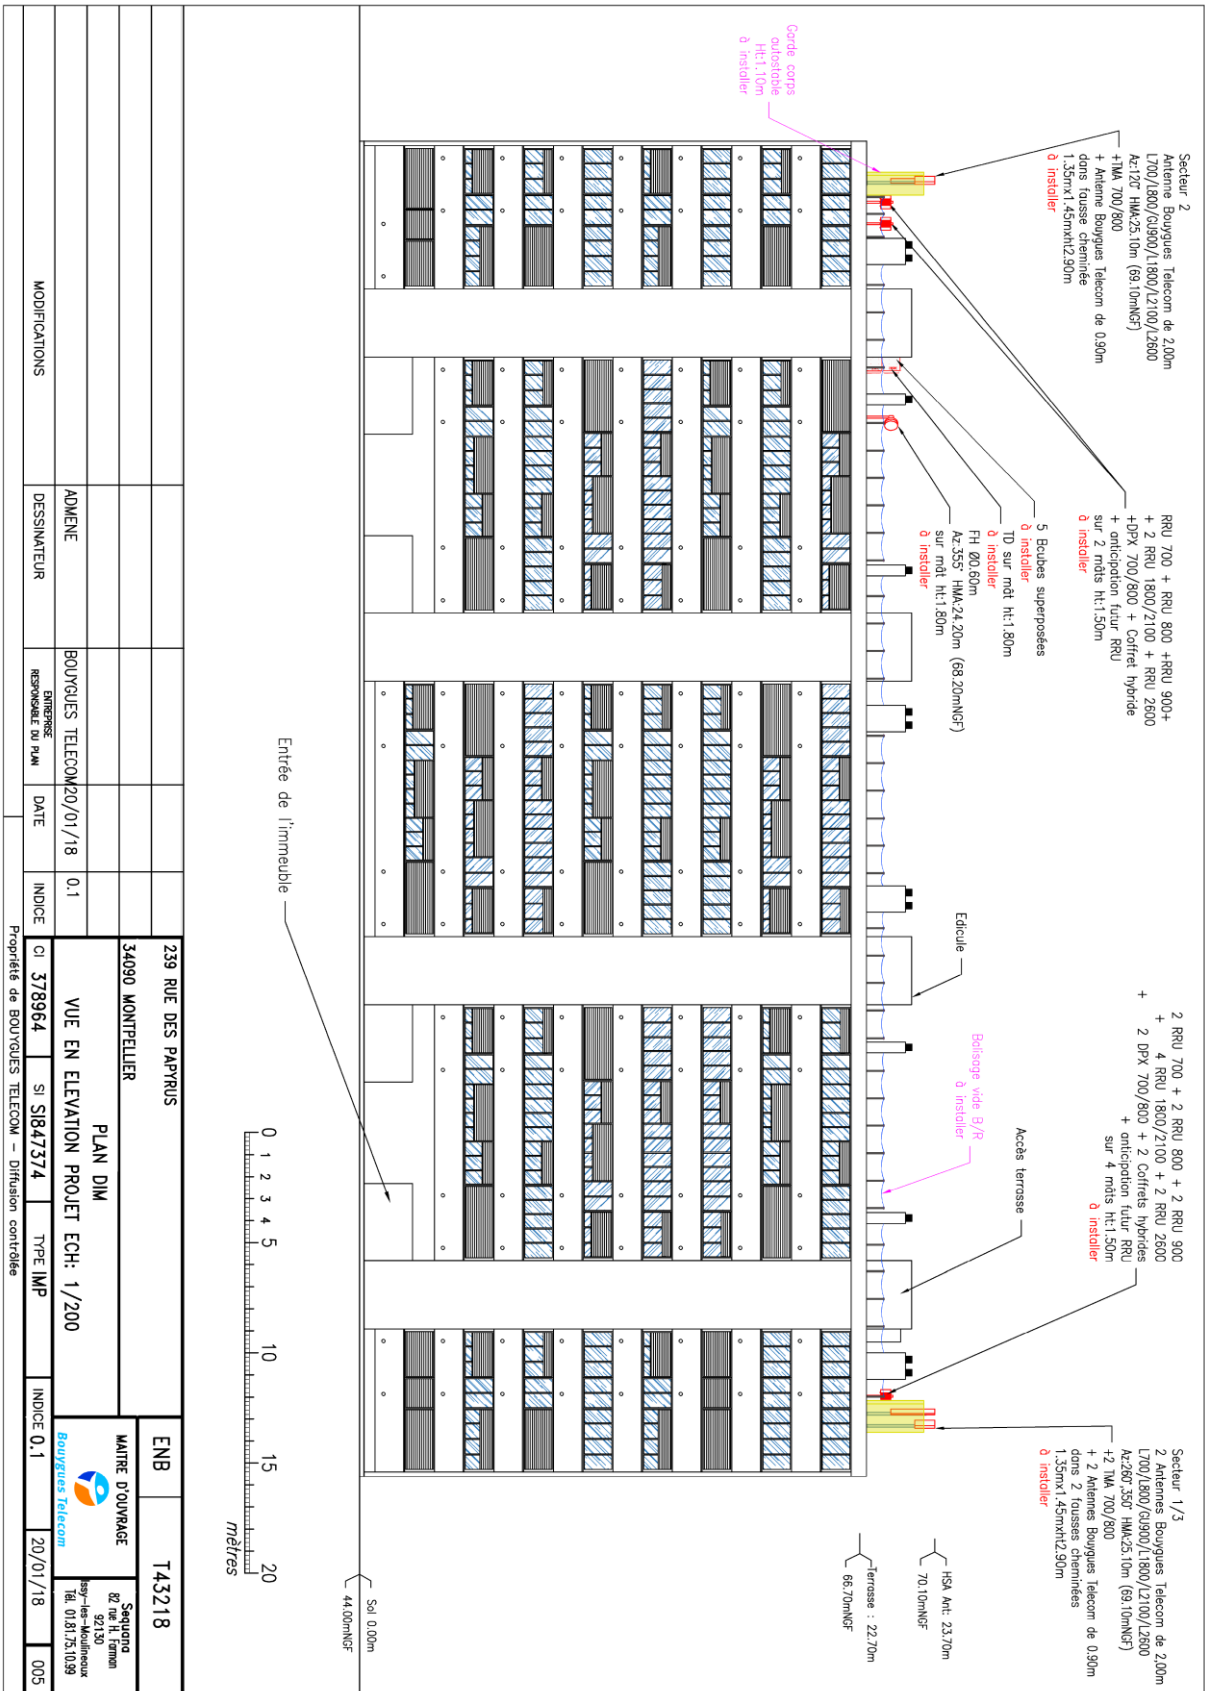 Secteur 2
Antenne Bouygues Telecom de 2,00m
L700/L800/GU900/L1800/L2100/L2600
Az:120° HMA:25.10m (69.10mNGF)
+TMA 700/800
+ Antenne Bouygues Telecom de 0.90m
dans fausse cheminée
1.35mx1.45mxht2.90m
à installer
Garde corps
autostable
Ht:1.10m
à installer
RRU 700 + RRU 800 +RRU 900+
+ 2 RRU 1800/2100 + RRU 2600
+DPX 700/800 + Coffret hybride
+ anticipation futur RRU
sur 2 mâts ht:1.50m
à installer
5 Bcubes superposées
à installer
TD sur mât ht:1.80m
à installer
FH Ø0.60m
Az:355° HMA:24.20m (68.20mNGF)
sur mât ht:1.80m
à installer
Edicule
Balisage vide B/R
à installer
Accès terrasse
2 RRU 700 + 2 RRU 800 + 2 RRU 900
+ 4 RRU 1800/2100 + 2 RRU 2600
+ 2 DPX 700/800 + 2 Coffrets hybrides
+ anticipation futur RRU
sur 4 mâts ht:1.50m
à installer
Secteur 1/3
2 Antennes Bouygues Telecom de 2,00m
L700/L800/GU900/L1800/L2100/L2600
Az:260°,350° HMA:25.10m (69.10mNGF)
+2 TMA 700/800
+ 2 Antennes Bouygues Telecom de 0.90m
dans 2 fausses cheminées
1.35mx1.45mxht2.90m
à installer
HSA Ant: 23.70m
70.10mNGF
Terrasse : 22.70m
66.70mNGF
Sol 0.00m
44.00mNGF
Entrée de l'immeuble
0 1 2 3 4 5 10 15 20
mètres
239 RUE DES PAPYRUS
34090 MONTPELLIER
ENB
T43218
PLAN DIM
VUE EN ELEVATION PROJET ECH: 1/200
MAITRE D'OUVRAGE
Bouygues Telecom
Sequana
82 rue H. Farman
92130
Issy-les-Moulineaux
Tél. 01.81.75.10.99
ADMENE
BOUYGUES TELECOM
20/01/18
0.1
MODIFICATIONS
DESSINATEUR
ENTREPRISE
RESPONSABLE DU PLAN
DATE
INDICE
CI 378964
SI SI847374
TYPE IMP
INDICE 0.1
20/01/18
005
Propriété de BOUYGUES TELECOM – Diffusion contrôlée